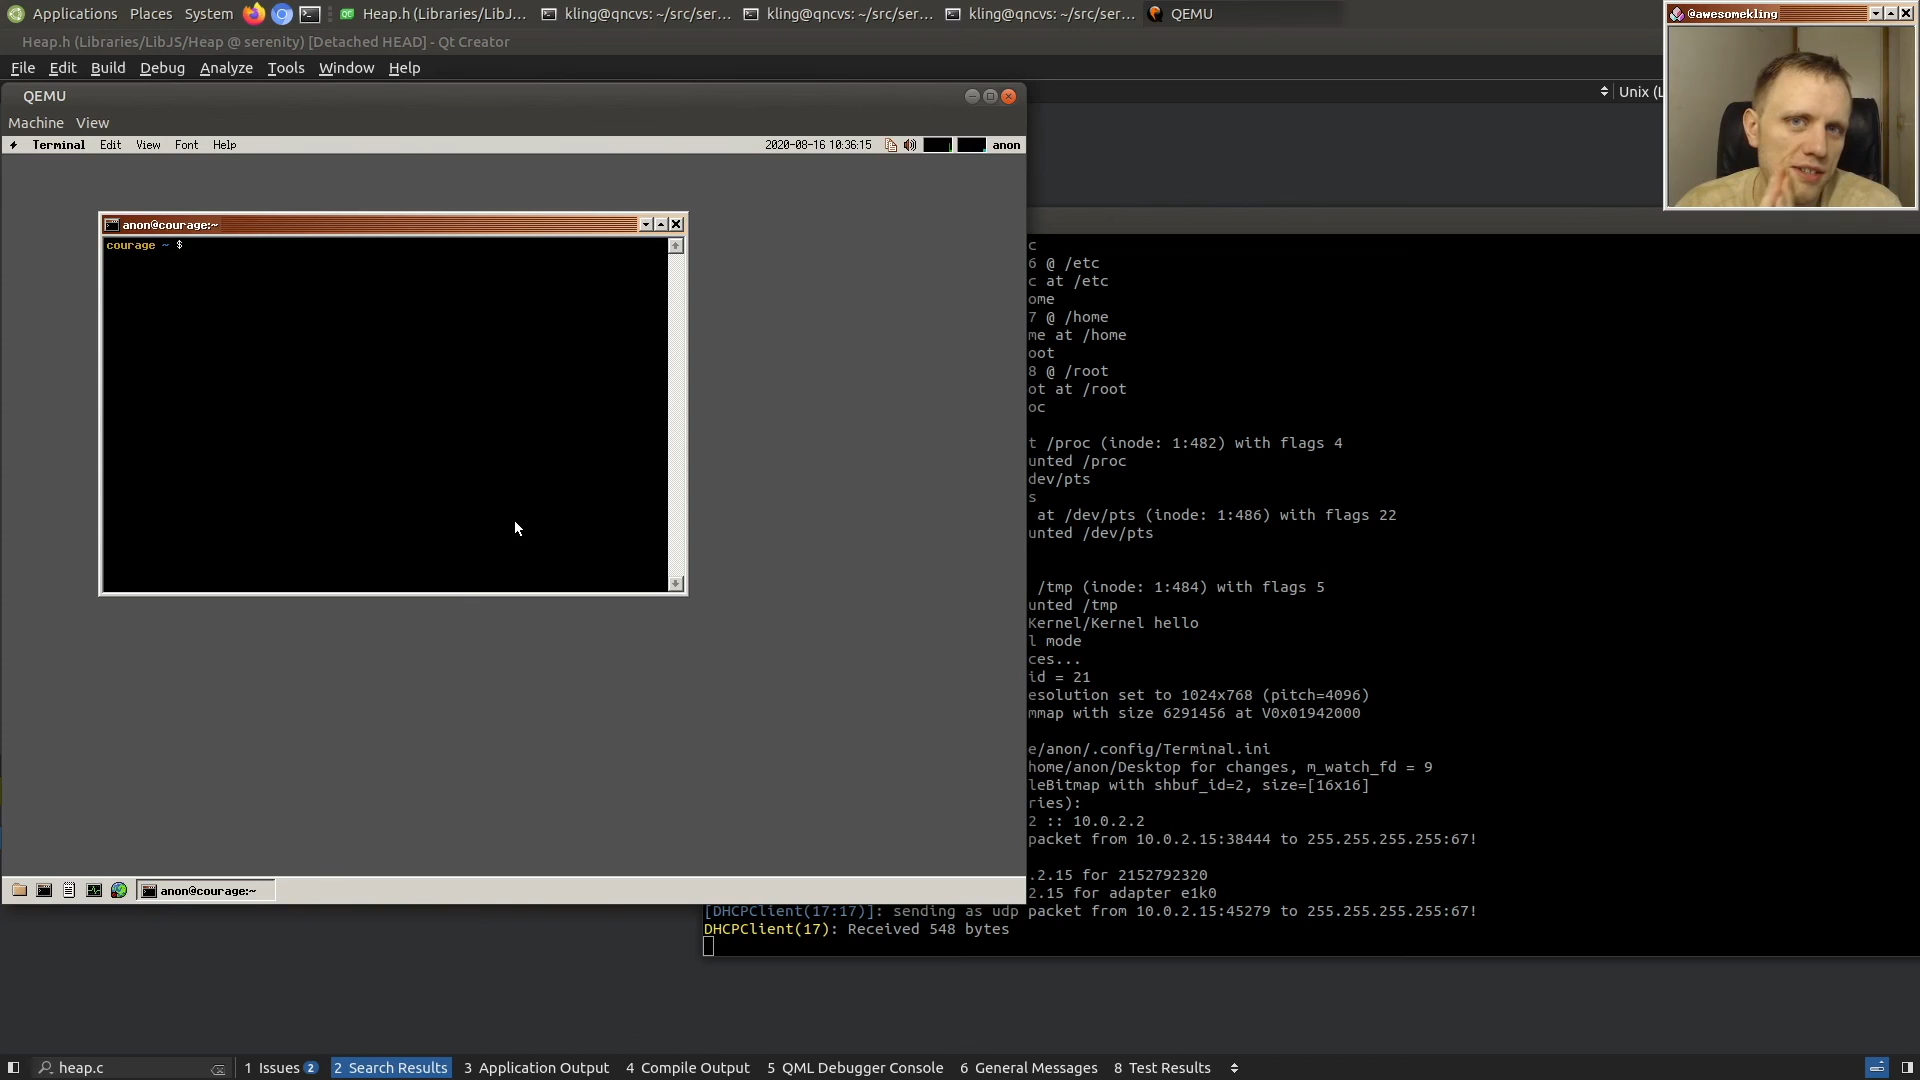 Applications Places System Heap.h (Libraries/LibJ... kling@qncvs: ~/src/ser... kling@qncvs: ~/src/ser... kling@qncvs: ~/src/ser... QEMU
@awesomekling
Heap.h (Libraries/LibJS/Heap @ serenity) [Detached HEAD] - Qt Creator
File Edit Build Debug Analyze Tools Window Help
Unix (L
QEMU
Machine View
Terminal Edit View Font Help 2020-08-16 10:36:15 anon
anon@courage:~
courage ~ $
anon@courage:~
c
6 @ /etc
c at /etc
ome
7 @ /home
me at /home
oot
8 @ /root
ot at /root
oc
t /proc (inode: 1:482) with flags 4
unted /proc
dev/pts
s
at /dev/pts (inode: 1:486) with flags 22
unted /dev/pts
/tmp (inode: 1:484) with flags 5
unted /tmp
Kernel/Kernel hello
l mode
ces...
id = 21
esolution set to 1024x768 (pitch=4096)
mmap with size 6291456 at V0x01942000
e/anon/.config/Terminal.ini
home/anon/Desktop for changes, m_watch_fd = 9
leBitmap with shbuf_id=2, size=[16x16]
ries):
2 :: 10.0.2.2
packet from 10.0.2.15:38444 to 255.255.255.255:67!
.2.15 for 2152792320
2.15 for adapter e1k0
[DHCPClient(17:17)]: sending as udp packet from 10.0.2.15:45279 to 255.255.255.255:67!
DHCPClient(17): Received 548 bytes
heap.c 1 Issues 2 2 Search Results 3 Application Output 4 Compile Output 5 QML Debugger Console 6 General Messages 8 Test Results